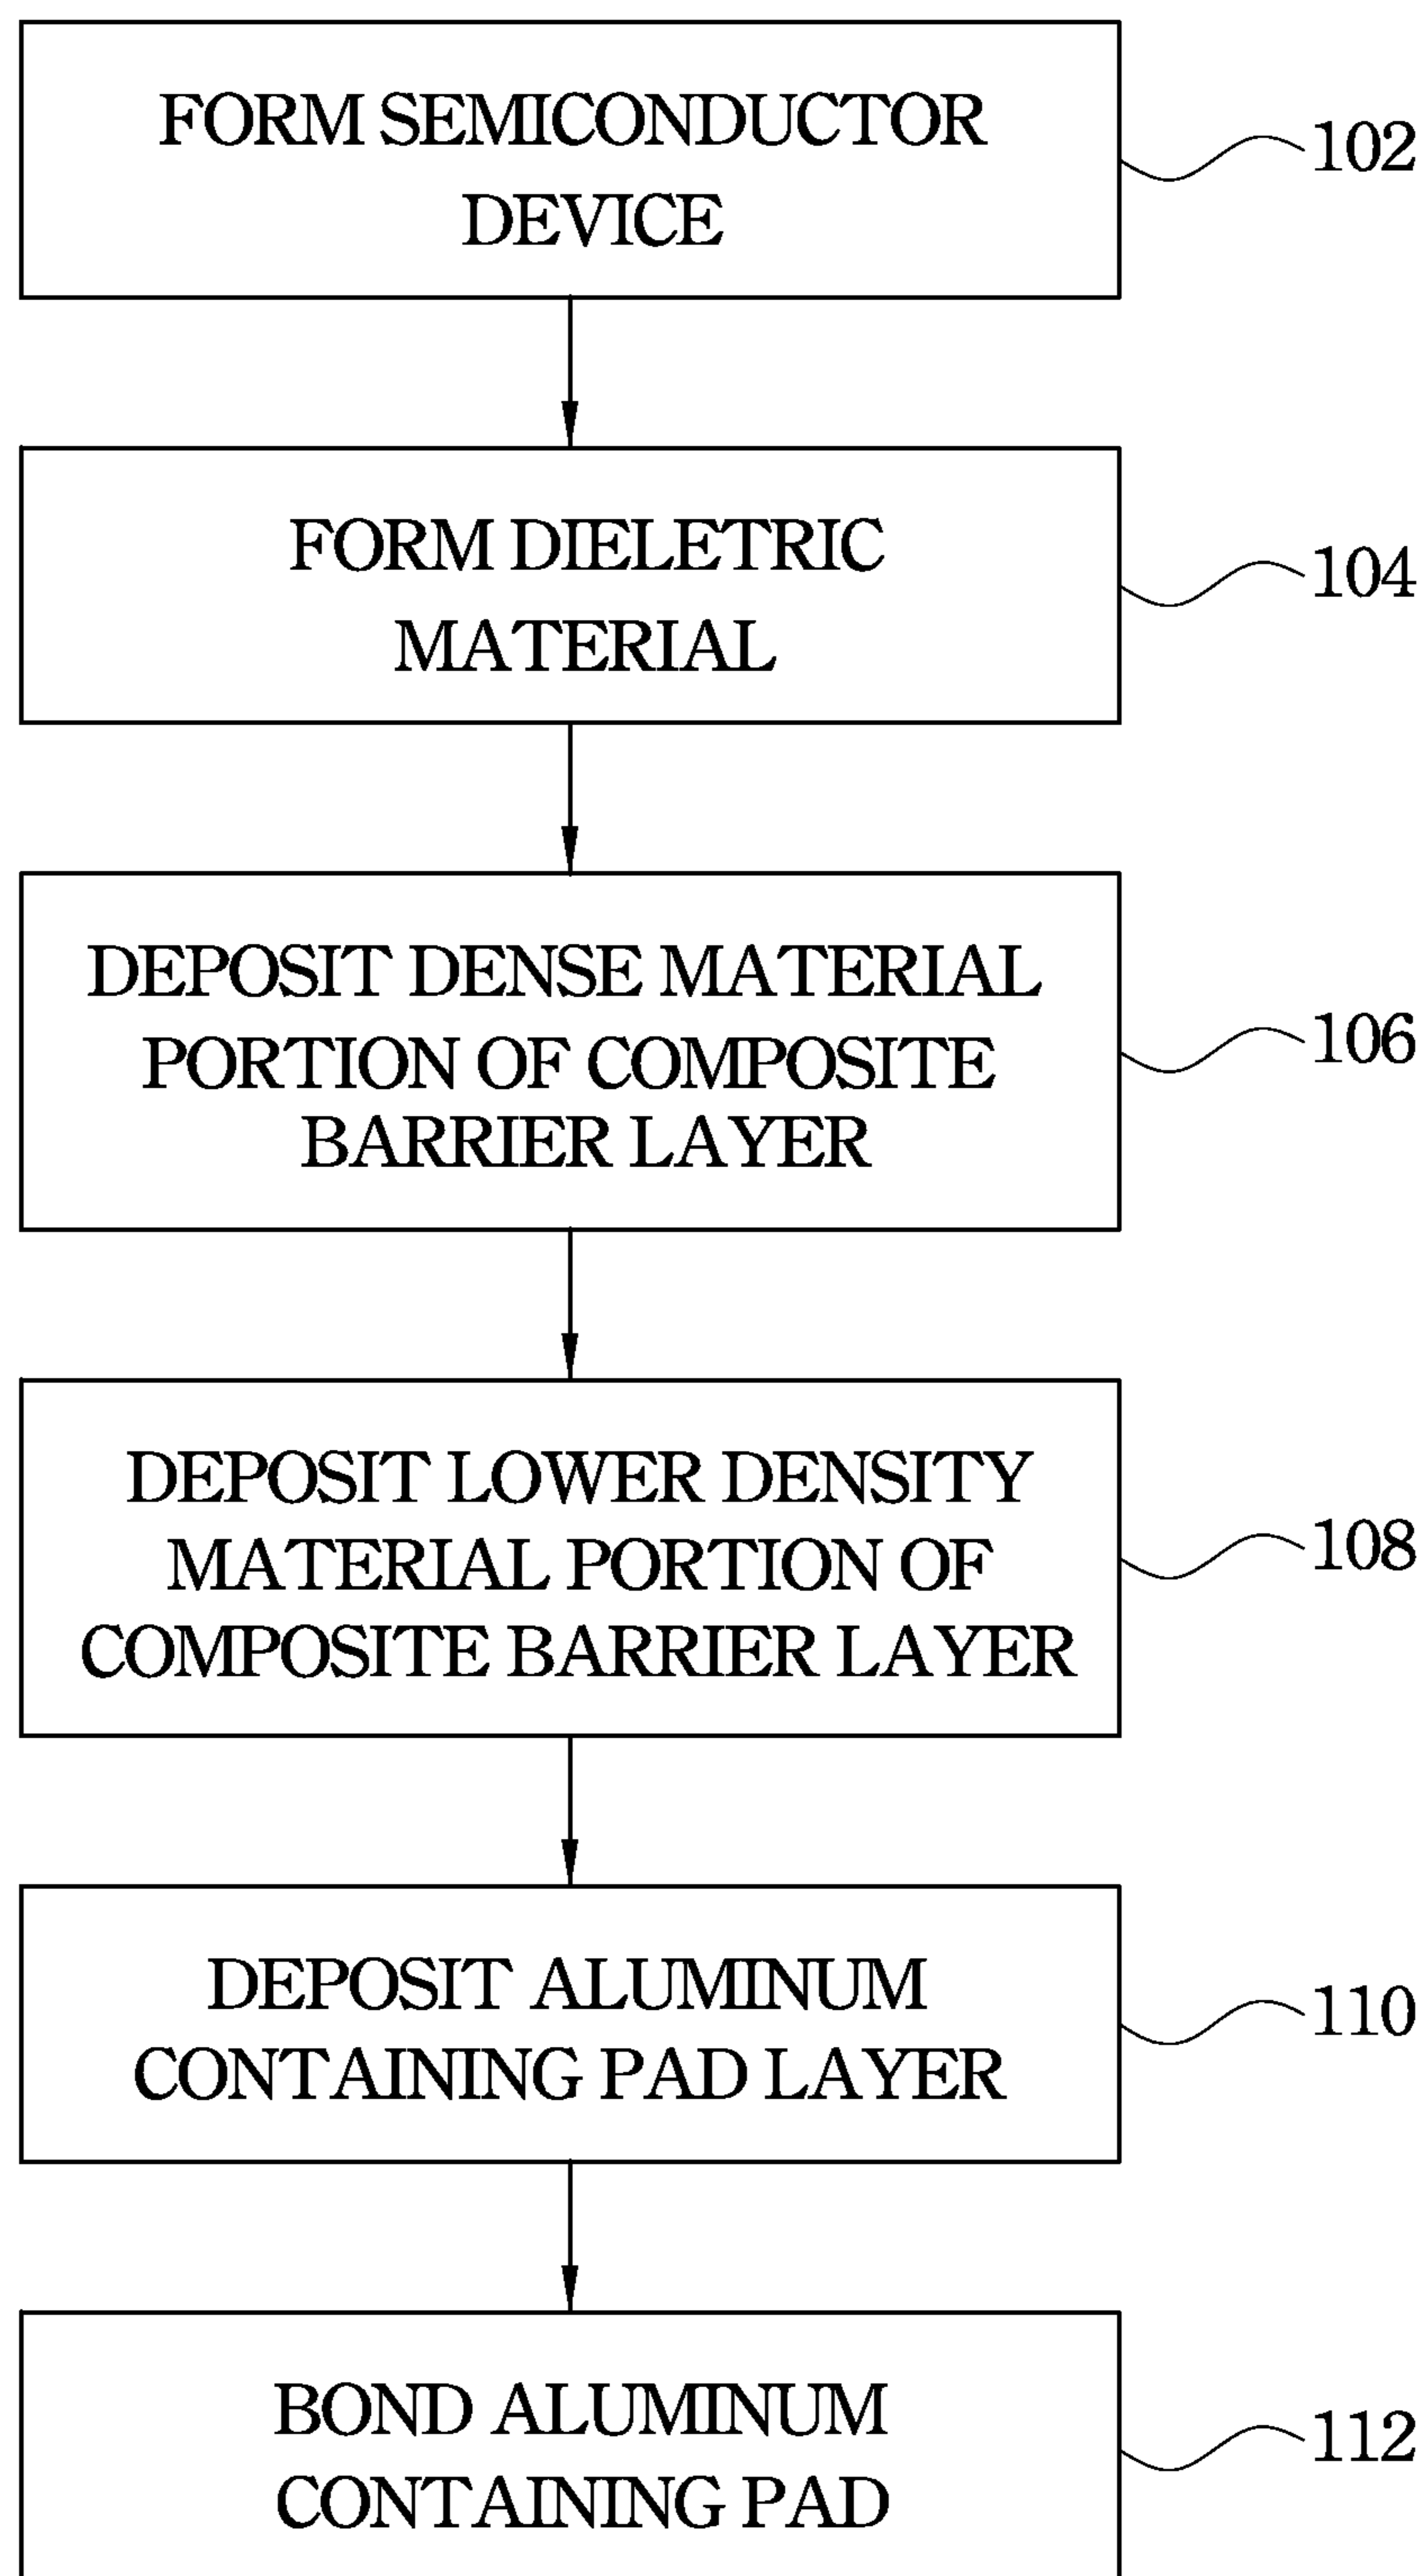 FORM SEMICONDUCTOR
DEVICE
102
FORM DIELETRIC
MATERIAL
104
DEPOSIT DENSE MATERIAL
PORTION OF COMPOSITE
BARRIER LAYER
106
DEPOSIT LOWER DENSITY
MATERIAL PORTION OF
COMPOSITE BARRIER LAYER
108
DEPOSIT ALUMINUM
CONTAINING PAD LAYER
110
BOND ALUMINUM
CONTAINING PAD
112